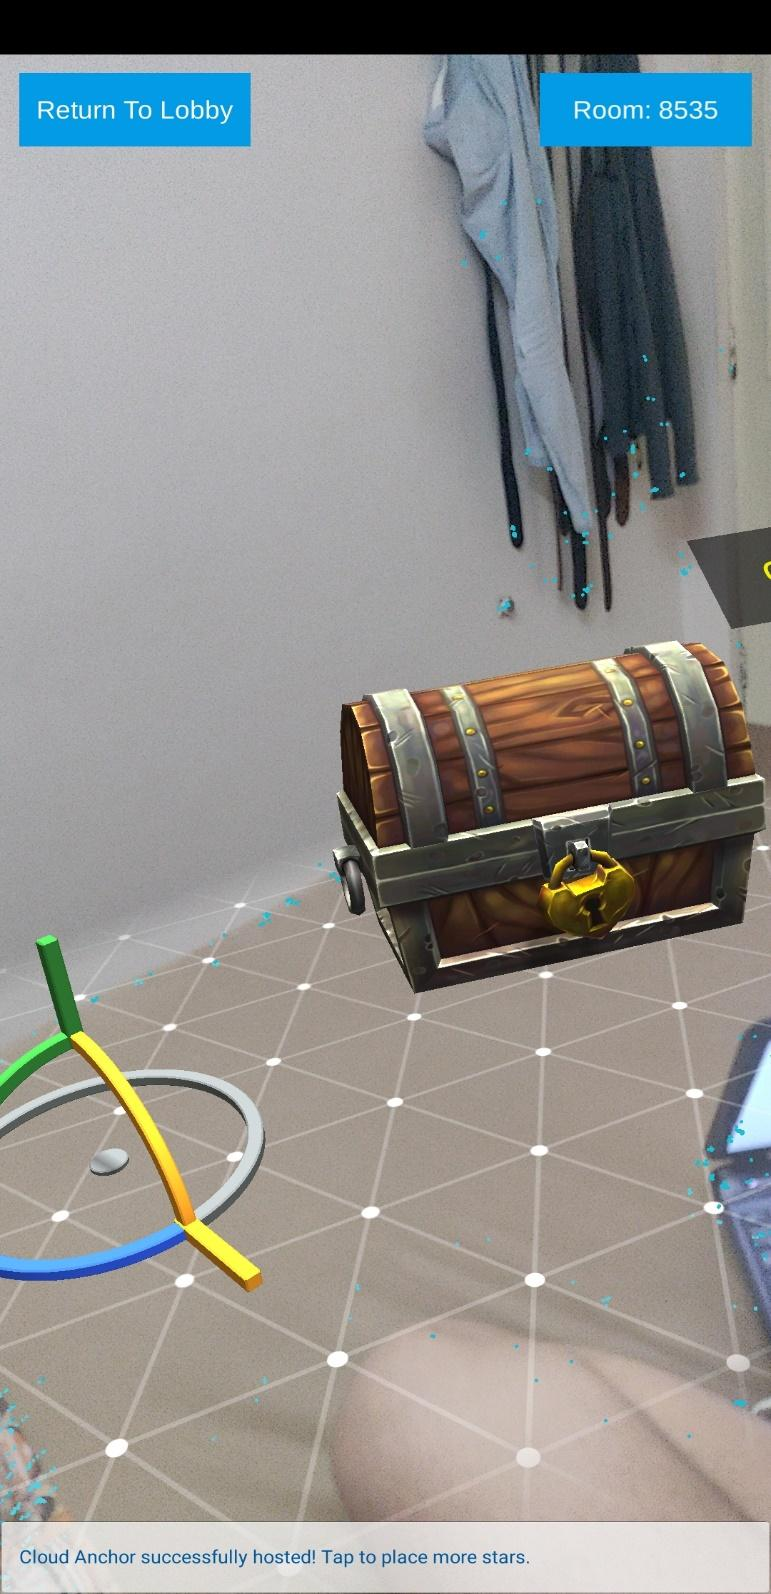 Return To Lobby
Room: 8535
Cloud Anchor successfully hosted! Tap to place more stars.